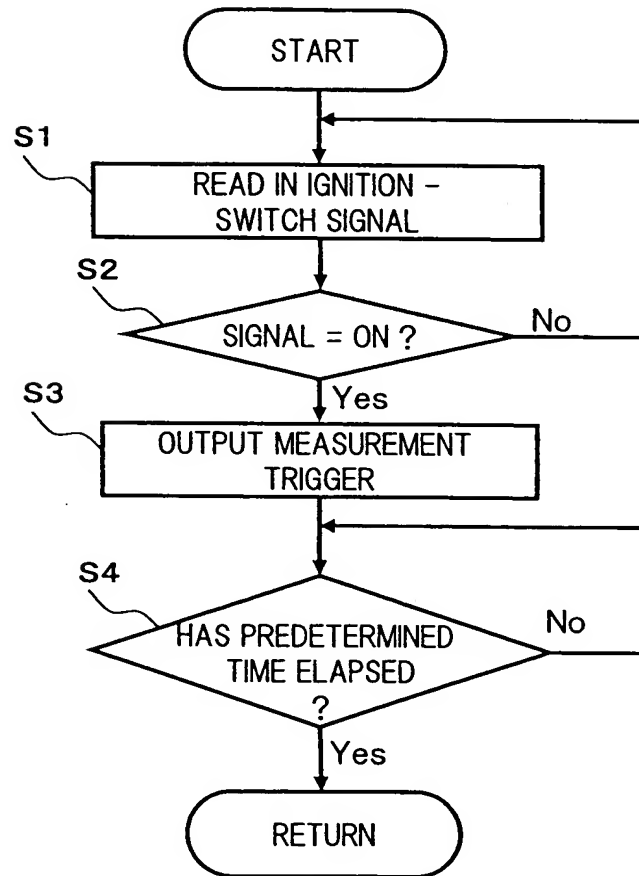 START
S1
READ IN IGNITION –
SWITCH SIGNAL
S2
SIGNAL = ON ?
No
Yes
S3
OUTPUT MEASUREMENT
TRIGGER
S4
HAS PREDETERMINED
TIME ELAPSED
?
No
Yes
RETURN